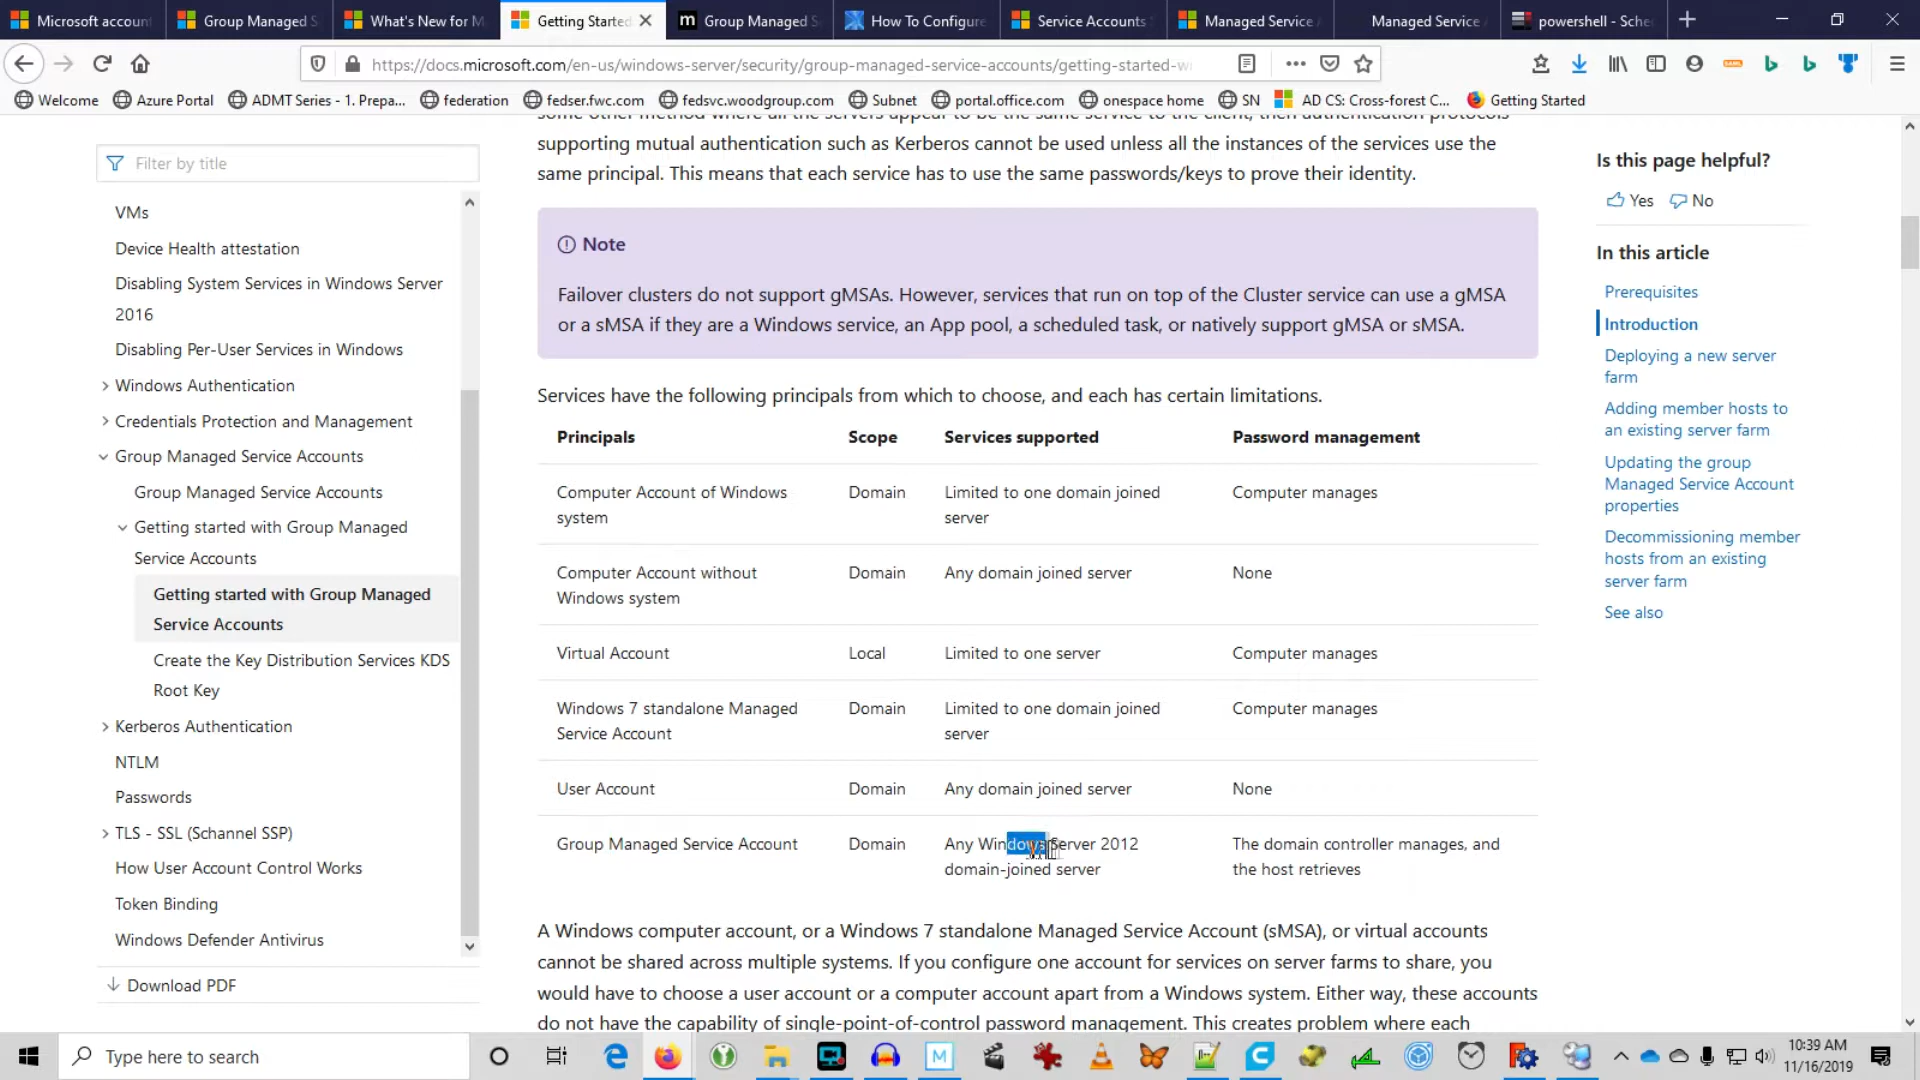 Microsoft account
Group Managed S
What's New for M
Getting Started
Group Managed S
How To Configure
Service Accounts
Managed Service A
Managed Service A
powershell - Sche
https://docs.microsoft.com/en-us/windows-server/security/group-managed-service-accounts/getting-started-w
Welcome
Azure Portal
ADMT Series - 1. Prepa...
federation
fedser.fwc.com
fedsvc.woodgroup.com
Subnet
portal.office.com
onespace home
SN
AD CS: Cross-forest C...
Getting Started
Filter by title
VMs
Device Health attestation
Disabling System Services in Windows Server
2016
Disabling Per-User Services in Windows
Windows Authentication
Credentials Protection and Management
Group Managed Service Accounts
Group Managed Service Accounts
Getting started with Group Managed
Service Accounts
Getting started with Group Managed
Service Accounts
Create the Key Distribution Services KDS
Root Key
Kerberos Authentication
NTLM
Passwords
TLS - SSL (Schannel SSP)
How User Account Control Works
Token Binding
Windows Defender Antivirus
Download PDF
some other method where all the servers appear to be the same service to the client, then authentication protocols
supporting mutual authentication such as Kerberos cannot be used unless all the instances of the services use the
same principal. This means that each service has to use the same passwords/keys to prove their identity.
Note
Failover clusters do not support gMSAs. However, services that run on top of the Cluster service can use a gMSA
or a sMSA if they are a Windows service, an App pool, a scheduled task, or natively support gMSA or sMSA.
Services have the following principals from which to choose, and each has certain limitations.
Principals Scope Services supported Password management
Computer Account of Windows Domain Limited to one domain joined Computer manages
system server
Computer Account without Domain Any domain joined server None
Windows system
Virtual Account Local Limited to one server Computer manages
Windows 7 standalone Managed Domain Limited to one domain joined Computer manages
Service Account server
User Account Domain Any domain joined server None
Group Managed Service Account Domain Any Windows Server 2012 The domain controller manages, and
domain-joined server the host retrieves
A Windows computer account, or a Windows 7 standalone Managed Service Account (sMSA), or virtual accounts
cannot be shared across multiple systems. If you configure one account for services on server farms to share, you
would have to choose a user account or a computer account apart from a Windows system. Either way, these accounts
do not have the capability of single-point-of-control password management. This creates problem where each
Is this page helpful?
Yes No
In this article
Prerequisites
Introduction
Deploying a new server
farm
Adding member hosts to
an existing server farm
Updating the group
Managed Service Account
properties
Decommissioning member
hosts from an existing
server farm
See also
Type here to search
10:39 AM
11/16/2019